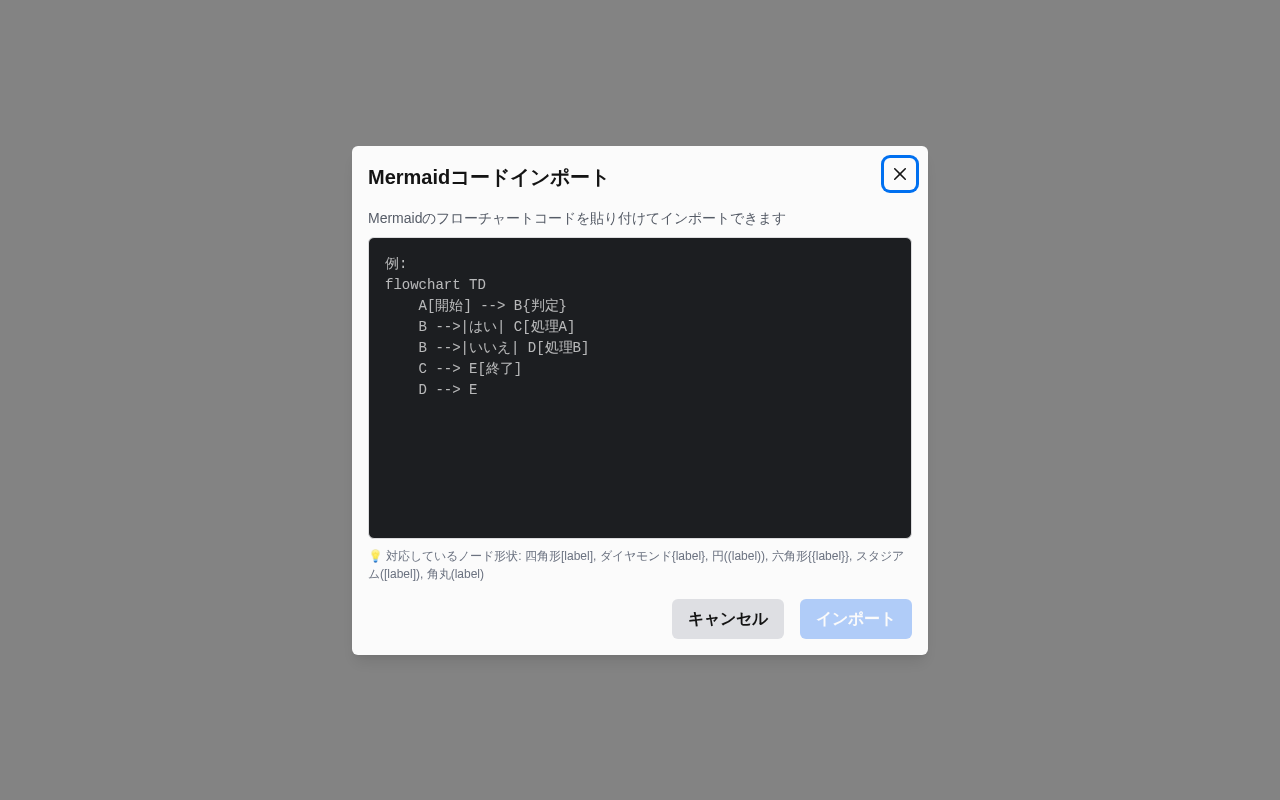 Mermaidコードインポート
Mermaidのフローチャートコードを貼り付けてインポートできます
例:
flowchart TD
    A[開始] --> B{判定}
    B -->|はい| C[処理A]
    B -->|いいえ| D[処理B]
    C --> E[終了]
    D --> E
💡 対応しているノード形状: 四角形[label], ダイヤモンド{label}, 円((label)), 六角形{{label}}, スタジア
ム([label]), 角丸(label)
キャンセル
インポート